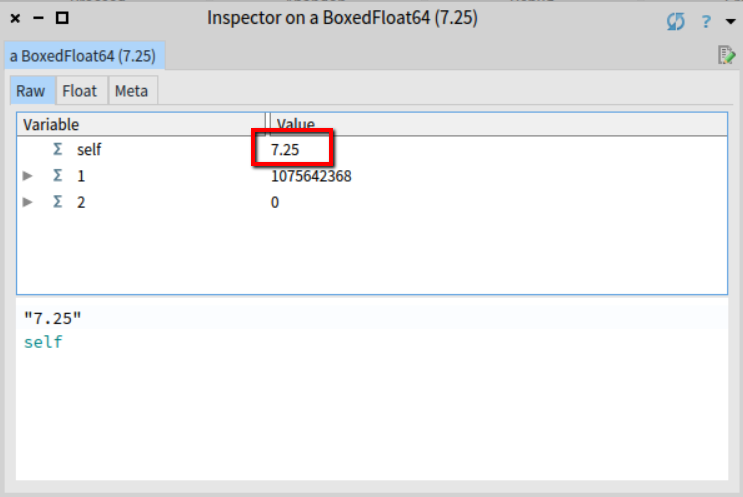 Inspector on a BoxedFloat64 (7.25)
?
a BoxedFloat64 (7.25)
Raw Float Meta
Variable Value
Σ self 7.25
Σ 1 1075642368
Σ 2 0
"7.25"
self